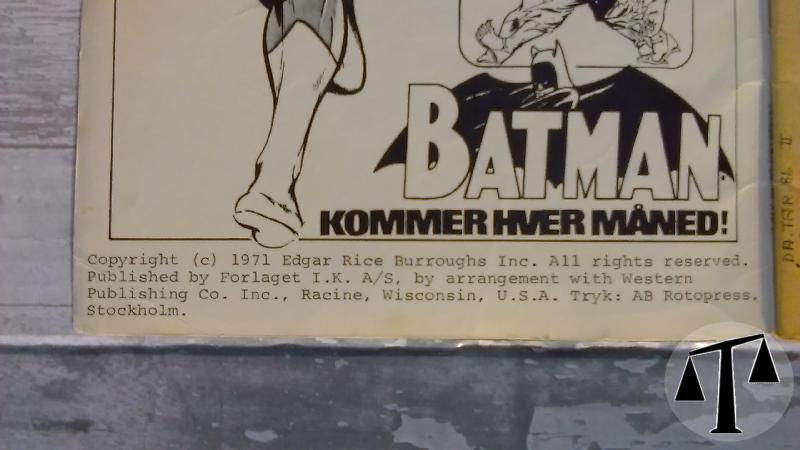 BATMAN
KOMMER HVER MÅNED!
Copyright (c) 1971 Edgar Rice Burroughs Inc. All rights reserved.
Published by Forlaget I.K. A/S, by arrangement with Western
Publishing Co. Inc., Racine, Wisconsin, U.S.A. Tryk: AB Rotopress,
Stockholm.